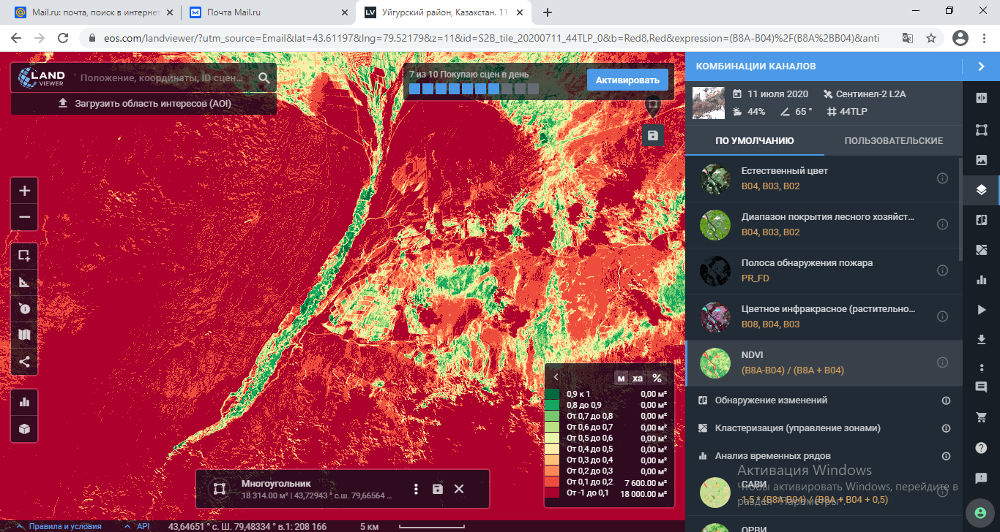 Mail.ru: почта, поиск в интернет
Почта Mail.ru
Уйгурский район, Казахстан. 11
eos.com/landviewer/?utm_source=Email&lat=43.61197&lng=79.52179&z=11&id=S2B_tile_20200711_44TLP_0&b=Red8,Red&expression=(B8A-B04)%2F(B8A%2BB04)&anti
LAND
VIEWER
Положение, координаты, ID сцен...
Загрузить область интересов (AOI)
7 из 10 Покупаю сцен в день
Активировать
КОМБИНАЦИИ КАНАЛОВ
11 июля 2020
Сентинел-2 L2A
44%
65 °
44TLP
ПО УМОЛЧАНИЮ
ПОЛЬЗОВАТЕЛЬСКИЕ
Естественный цвет
B04, B03, B02
Диапазон покрытия лесного хозяйст...
B04, B03, B02
Полоса обнаружения пожара
PR_FD
Цветное инфракрасное (растительно...
B08, B04, B03
NDVI
(B8A-B04) / (B8A + B04)
Обнаружение изменений
Кластеризация (управление зонами)
Анализ временных рядов
САВИ
1,5 * (B8A-B04) / (B8A + B04 + 0,5)
ОРВИ
Активация Windows
Чтобы активировать Windows, перейдите в
раздел "Параметры".
м ха %
0,9 к 1 0,00 м²
0,8 до 0,9 0,00 м²
От 0,7 до 0,8 0,00 м²
От 0,6 до 0,7 0,00 м²
От 0,5 до 0,6 0,00 м²
От 0,4 до 0,5 0,00 м²
От 0,3 до 0,4 0,00 м²
От 0,2 до 0,3 0,00 м²
От 0,1 до 0,2 7 600.00 м²
От -1 до 0,1 18 000.00 м²
Многоугольник
18 314.00 м² | 43,72943 ° с.ш. 79,66564 ...
Правила и условия
API
43,64651 ° с. Ш. 79,48334 ° в.1: 208 166
5 км